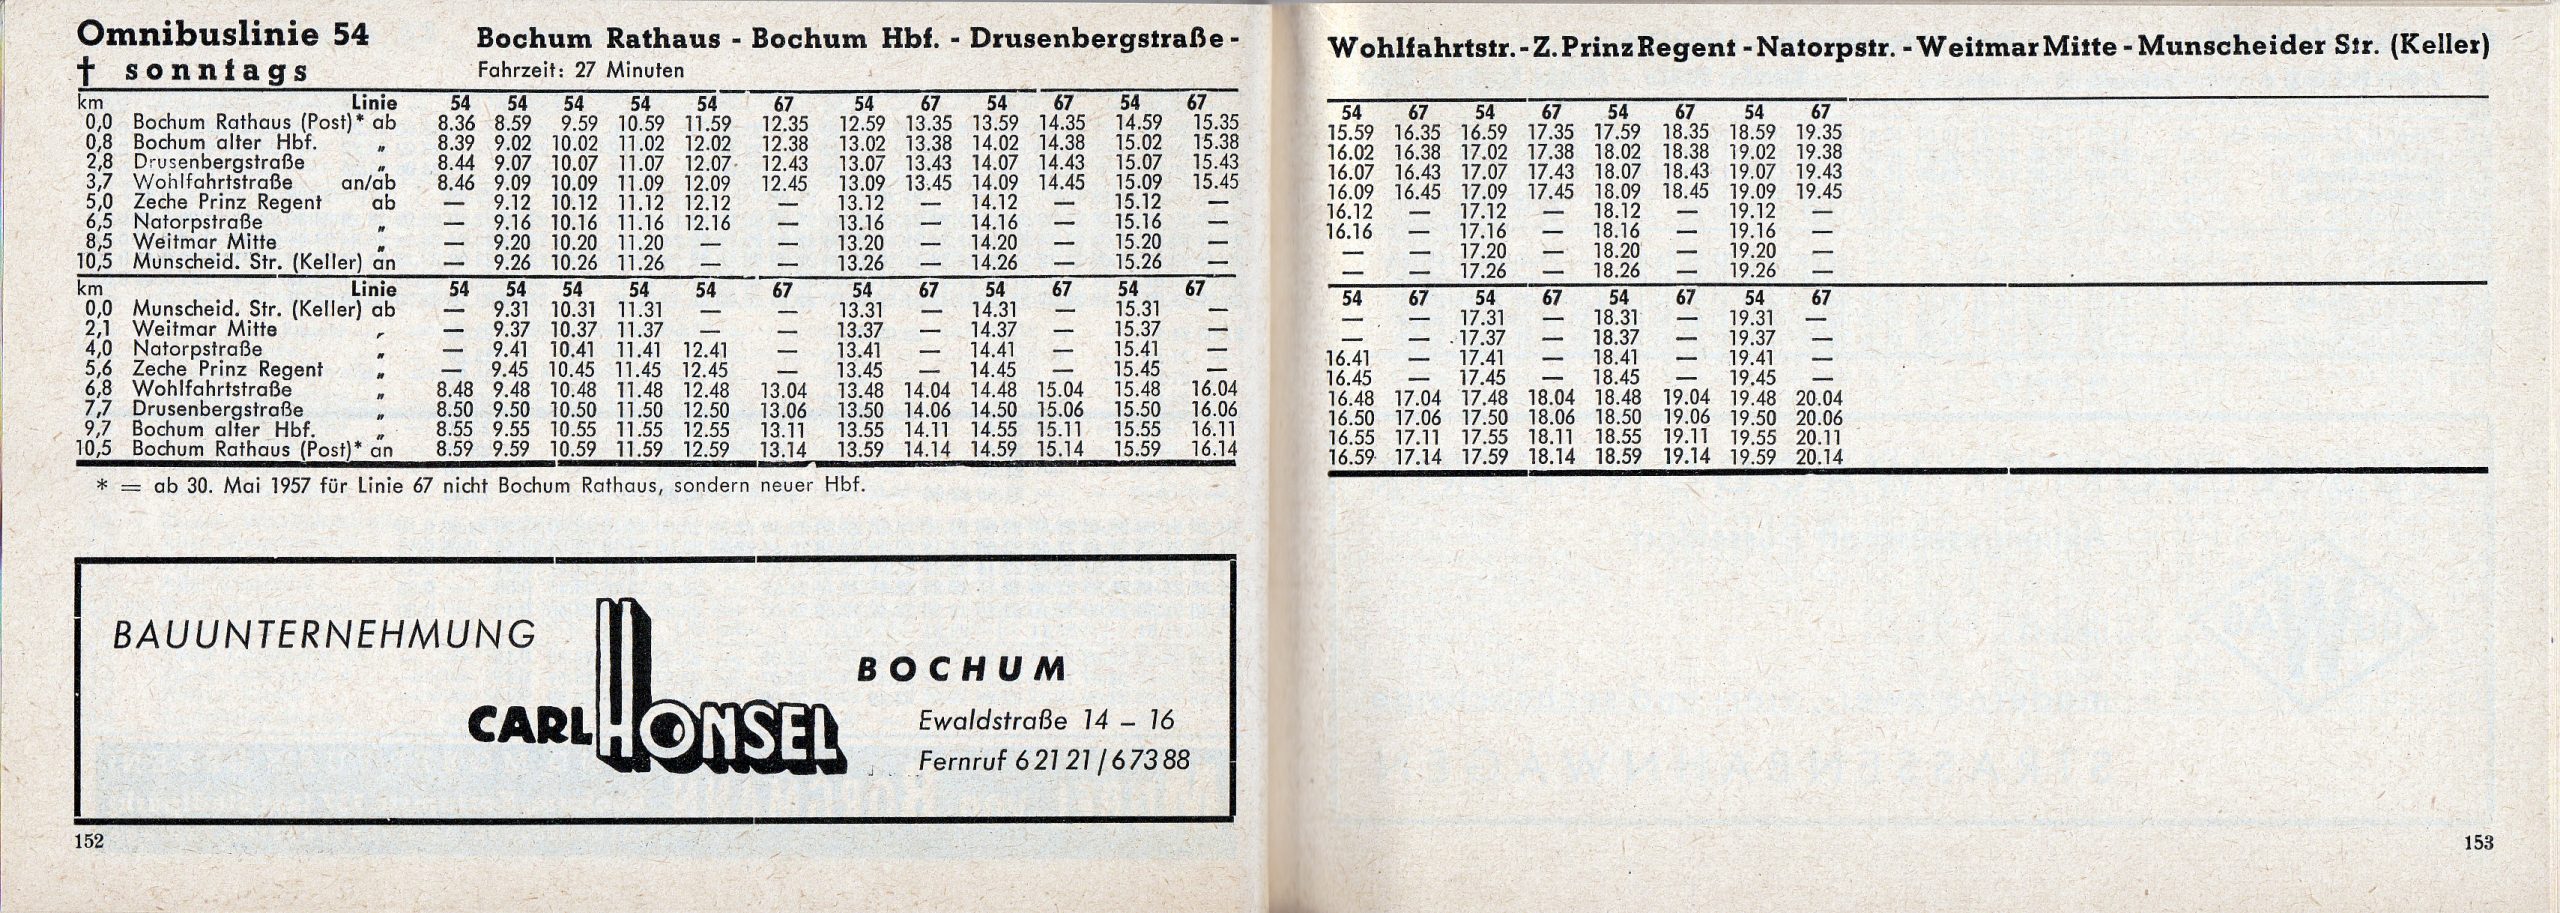 Omnibuslinie 54
† sonntags
Bochum Rathaus - Bochum Hbf. - Drusenbergstraße -
Fahrzeit: 27 Minuten
km Linie 54 54 54 54 54 67 54 67 54 67 54 67
0,0 Bochum Rathaus (Post)* ab 8.36 8.59 9.59 10.59 11.59 12.35 12.59 13.35 13.59 14.35 14.59 15.35
0,8 Bochum alter Hbf. „ 8.39 9.02 10.02 11.02 12.02 12.38 13.02 13.38 14.02 14.38 15.02 15.38
2,8 Drusenbergstraße „ 8.44 9.07 10.07 11.07 12.07 12.43 13.07 13.43 14.07 14.43 15.07 15.43
3,7 Wohlfahrtstraße an/ab 8.46 9.09 10.09 11.09 12.09 12.45 13.09 13.45 14.09 14.45 15.09 15.45
5,0 Zeche Prinz Regent ab — 9.12 10.12 11.12 12.12 — 13.12 — 14.12 — 15.12 —
6,5 Natorpstraße „ — 9.16 10.16 11.16 12.16 — 13.16 — 14.16 — 15.16 —
8,5 Weitmar Mitte „ — 9.20 10.20 11.20 — — 13.20 — 14.20 — 15.20 —
10,5 Munscheid. Str. (Keller) an — 9.26 10.26 11.26 — — 13.26 — 14.26 — 15.26 —
km Linie 54 54 54 54 54 67 54 67 54 67 54 67
0,0 Munscheid. Str. (Keller) ab — 9.31 10.31 11.31 — — 13.31 — 14.31 — 15.31 —
2,1 Weitmar Mitte „ — 9.37 10.37 11.37 — — 13.37 — 14.37 — 15.37 —
4,0 Natorpstraße „ — 9.41 10.41 11.41 12.41 — 13.41 — 14.41 — 15.41 —
5,6 Zeche Prinz Regent „ — 9.45 10.45 11.45 12.45 — 13.45 — 14.45 — 15.45 —
6,8 Wohlfahrtstraße „ 8.48 9.48 10.48 11.48 12.48 13.04 13.48 14.04 14.48 15.04 15.48 16.04
7,7 Drusenbergstraße „ 8.50 9.50 10.50 11.50 12.50 13.06 13.50 14.06 14.50 15.06 15.50 16.06
9,7 Bochum alter Hbf. „ 8.55 9.55 10.55 11.55 12.55 13.11 13.55 14.11 14.55 15.11 15.55 16.11
10,5 Bochum Rathaus (Post)* an 8.59 9.59 10.59 11.59 12.59 13.14 13.59 14.14 14.59 15.14 15.59 16.14
* = ab 30. Mai 1957 für Linie 67 nicht Bochum Rathaus, sondern neuer Hbf.
BAUUNTERNEHMUNG
CARL HONSEL
BOCHUM
Ewaldstraße 14 – 16
Fernruf 6 21 21 / 6 73 88
152
Wohlfahrtstr. - Z. Prinz Regent - Natorpstr. - Weitmar Mitte - Munscheider Str. (Keller)
54 67 54 67 54 67 54 67
15.59 16.35 16.59 17.35 17.59 18.35 18.59 19.35
16.02 16.38 17.02 17.38 18.02 18.38 19.02 19.38
16.07 16.43 17.07 17.43 18.07 18.43 19.07 19.43
16.09 16.45 17.09 17.45 18.09 18.45 19.09 19.45
16.12 — 17.12 — 18.12 — 19.12 —
16.16 — 17.16 — 18.16 — 19.16 —
— — 17.20 — 18.20 — 19.20 —
— — 17.26 — 18.26 — 19.26 —
54 67 54 67 54 67 54 67
— — 17.31 — 18.31 — 19.31 —
— — 17.37 — 18.37 — 19.37 —
16.41 — 17.41 — 18.41 — 19.41 —
16.45 — 17.45 — 18.45 — 19.45 —
16.48 17.04 17.48 18.04 18.48 19.04 19.48 20.04
16.50 17.06 17.50 18.06 18.50 19.06 19.50 20.06
16.55 17.11 17.55 18.11 18.55 19.11 19.55 20.11
16.59 17.14 17.59 18.14 18.59 19.14 19.59 20.14
153